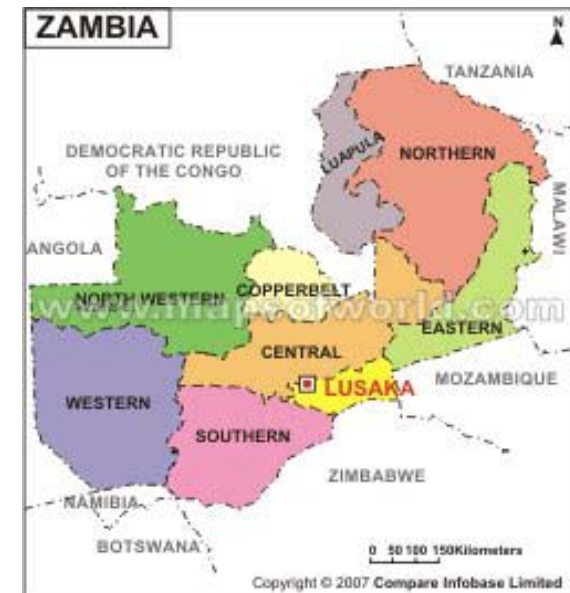 ZAMBIA
N
TANZANIA
DEMOCRATIC REPUBLIC
OF THE CONGO
LUAPULA
NORTHERN
MALAWI
ANGOLA
NORTH WESTERN
COPPERBELT
www.mapsofworld.com
EASTERN
CENTRAL
LUSAKA
MOZAMBIQUE
WESTERN
SOUTHERN
ZIMBABWE
NAMIBIA
BOTSWANA
0 50 100 150Kilometers
Copyright © 2007 Compare Infobase Limited